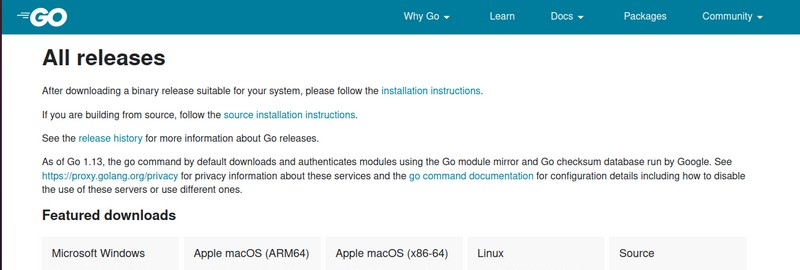 GO Why Go Learn Docs Packages Community
All releases
After downloading a binary release suitable for your system, please follow the installation instructions.
If you are building from source, follow the source installation instructions.
See the release history for more information about Go releases.
As of Go 1.13, the go command by default downloads and authenticates modules using the Go module mirror and Go checksum database run by Google. See
https://proxy.golang.org/privacy for privacy information about these services and the go command documentation for configuration details including how to disable
the use of these servers or use different ones.
Featured downloads
Microsoft Windows Apple macOS (ARM64) Apple macOS (x86-64) Linux Source